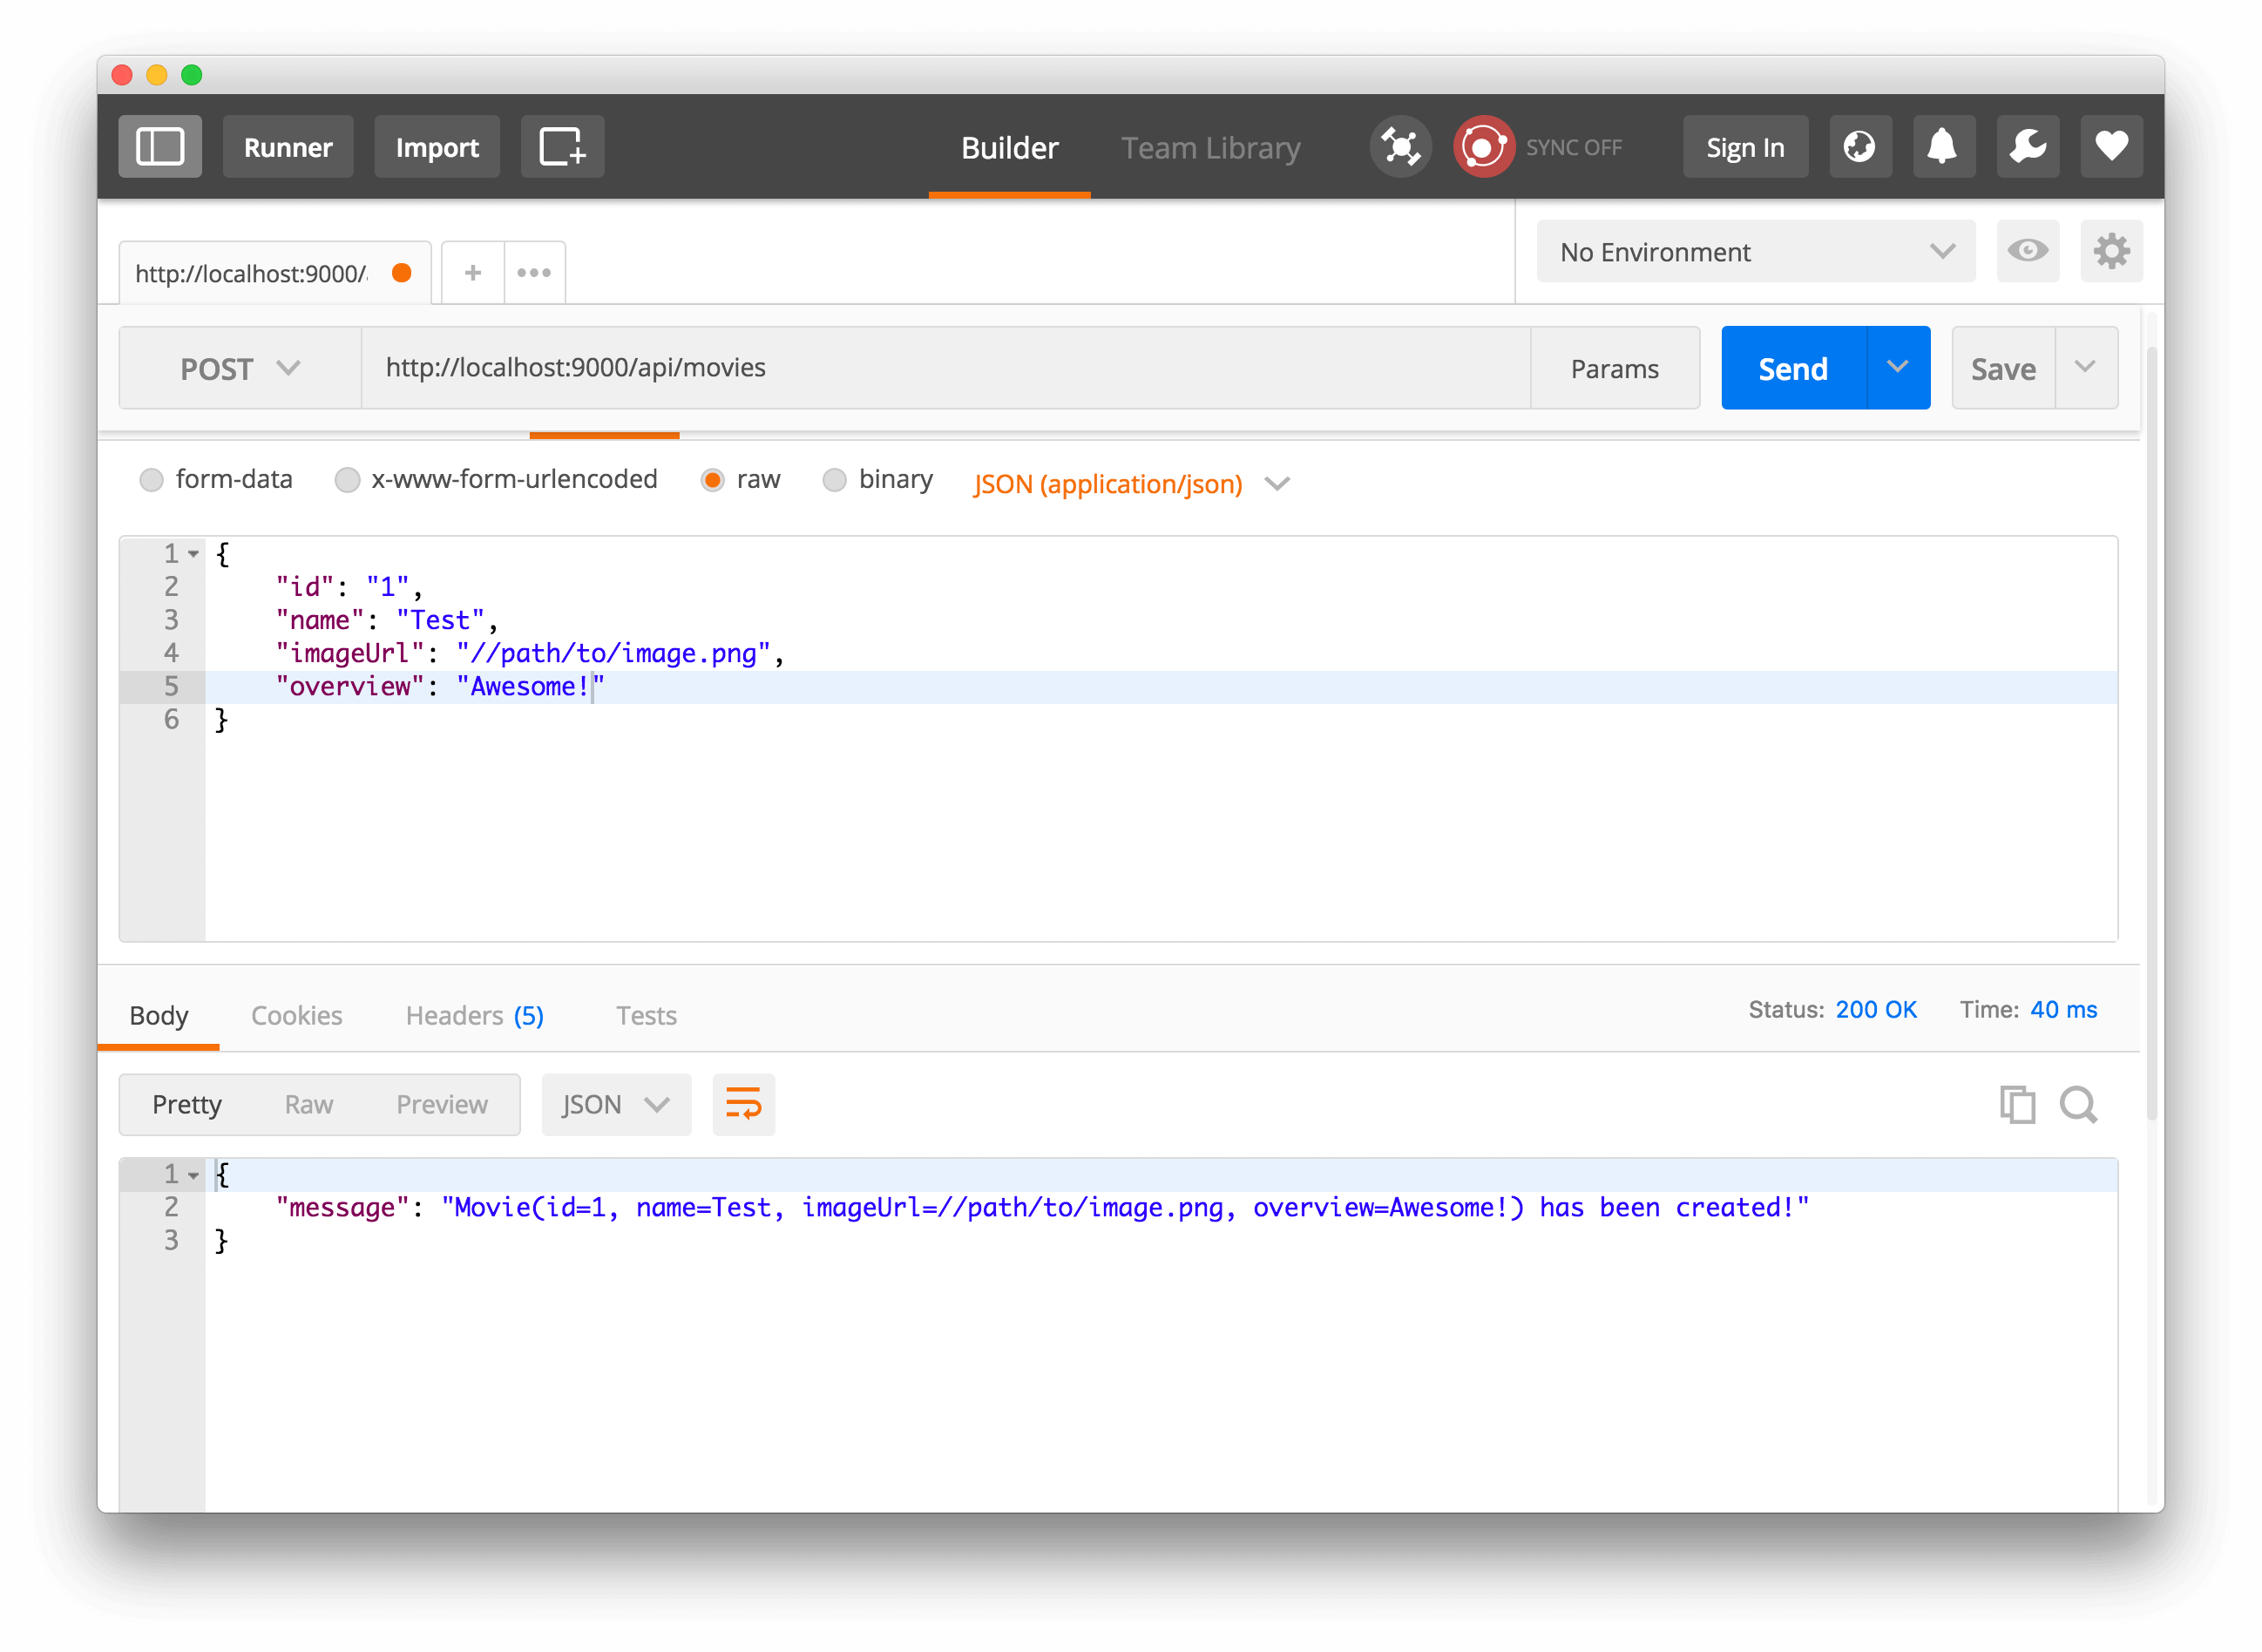 Runner Import Builder Team Library SYNC OFF Sign In
http://localhost:9000/ + ••• No Environment
POST http://localhost:9000/api/movies Params Send Save
form-data x-www-form-urlencoded raw binary JSON (application/json)
1 {
2 "id": "1",
3 "name": "Test",
4 "imageUrl": "//path/to/image.png",
5 "overview": "Awesome!"
6 }
Body Cookies Headers (5) Tests Status: 200 OK Time: 40 ms
Pretty Raw Preview JSON
1 {
2 "message": "Movie(id=1, name=Test, imageUrl=//path/to/image.png, overview=Awesome!) has been created!"
3 }